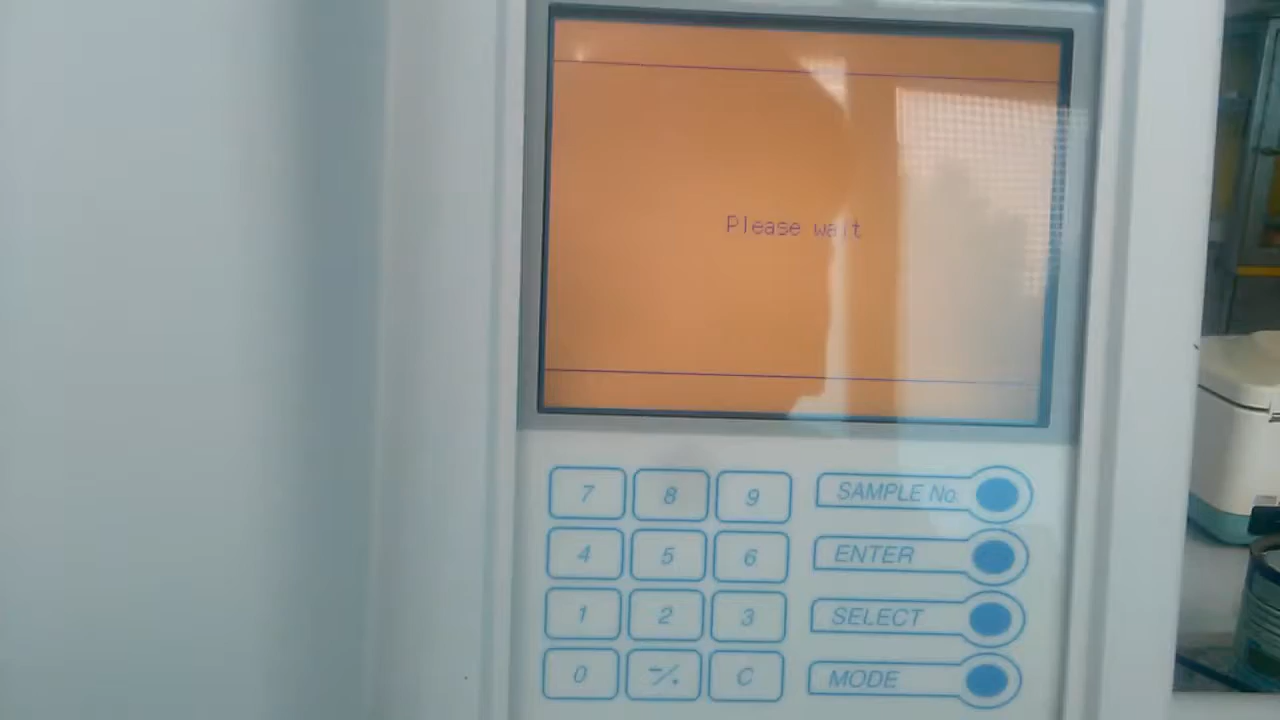 Please wait
7 8 9 SAMPLE No.
4 5 6 ENTER
1 2 3 SELECT
0 -/. C MODE